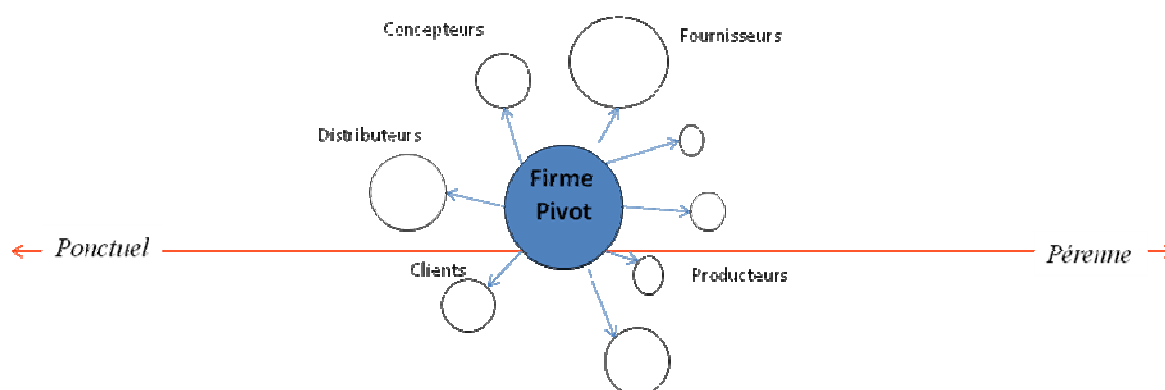 Concepteurs
Fournisseurs
Distributeurs
Firme
Pivot
Ponctuel
Pérenne
Clients
Producteurs